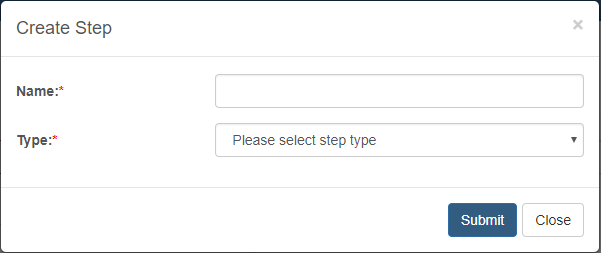 Create Step ×
Name:*
Type:* Please select step type
Submit Close